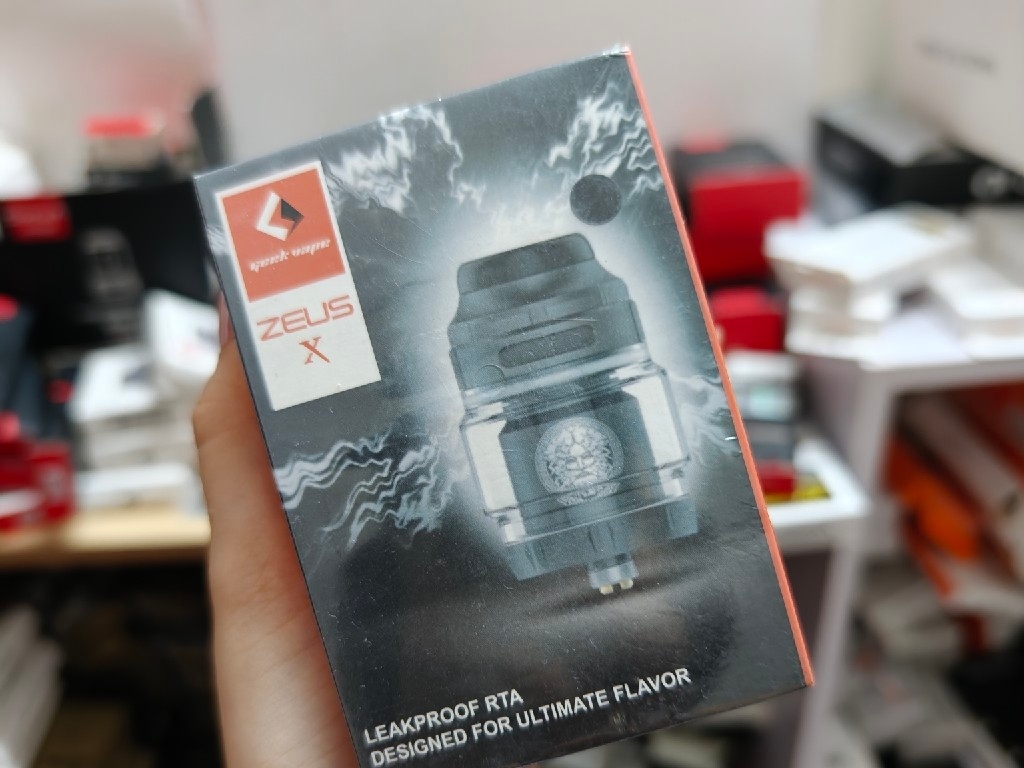 geek vape
ZEUS
X
LEAKPROOF RTA
DESIGNED FOR ULTIMATE FLAVOR